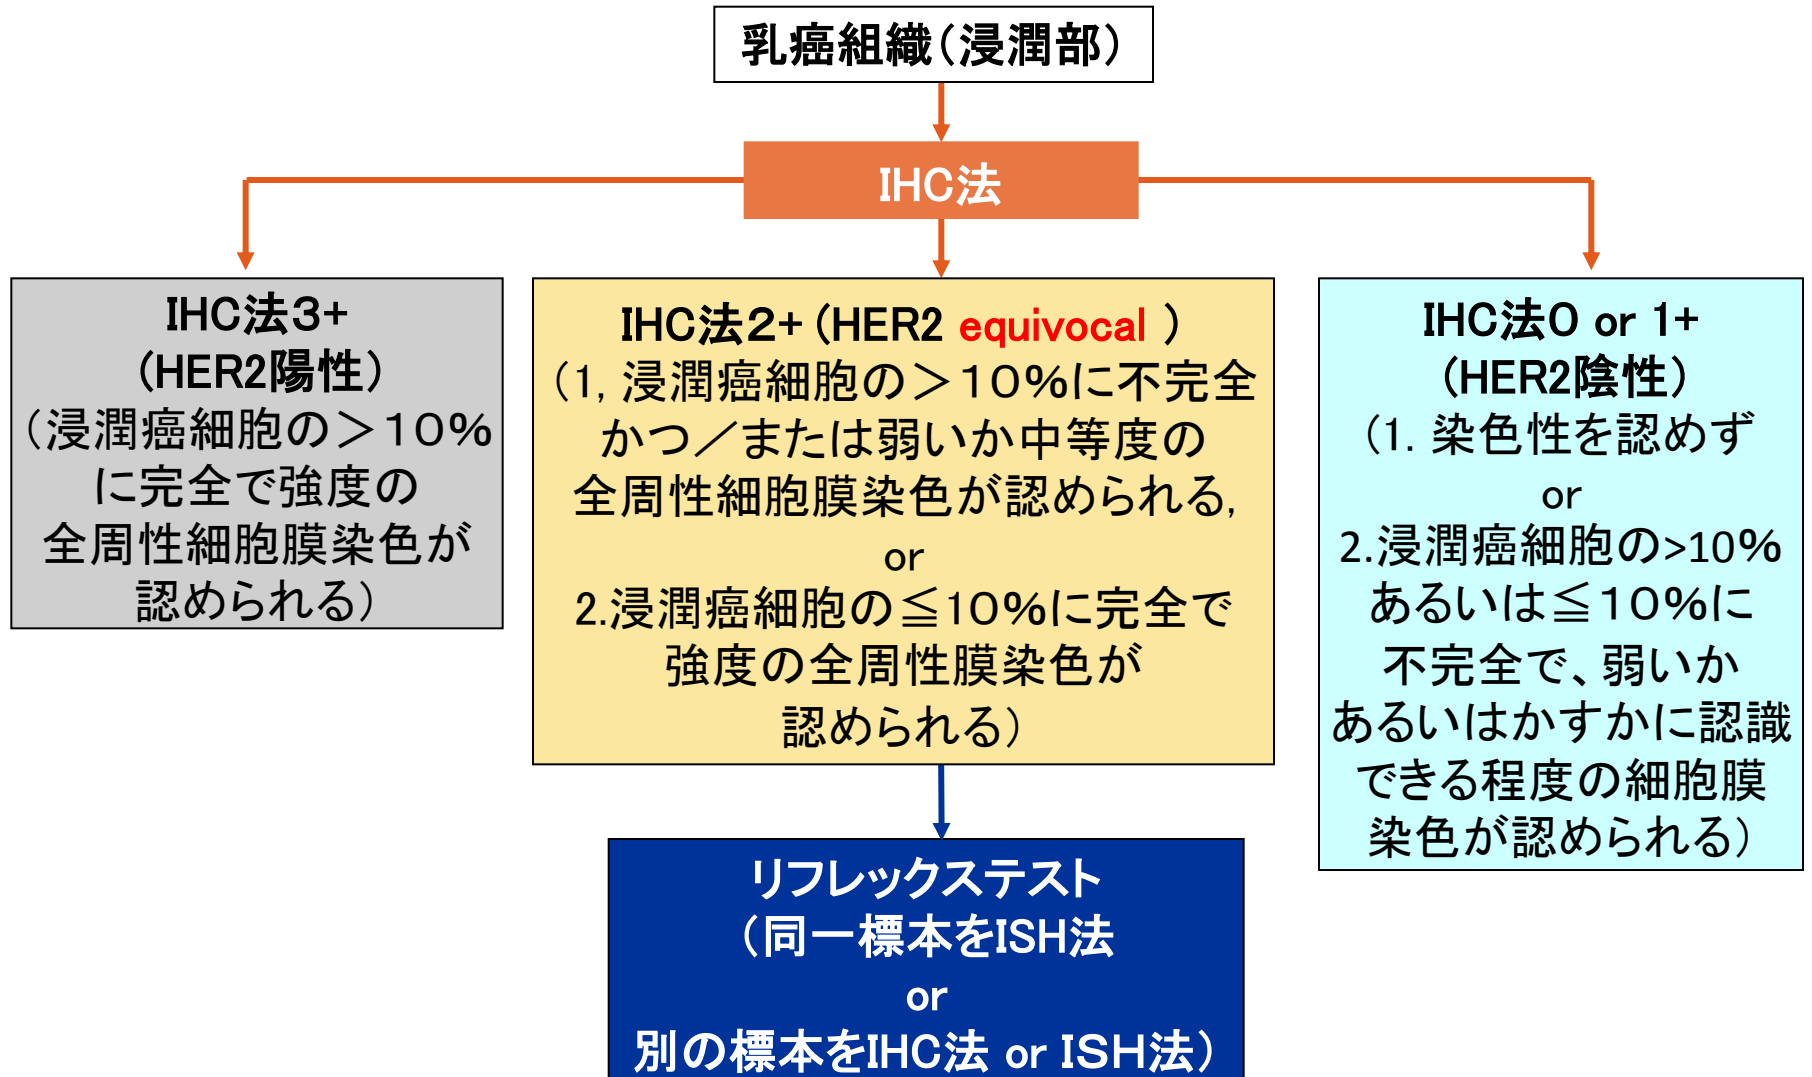 乳癌組織（浸潤部）
IHC法
IHC法３+
（HER2陽性）
（浸潤癌細胞の＞１０％
に完全で強度の
全周性細胞膜染色が
認められる）
IHC法２+（HER2 equivocal ）
（１, 浸潤癌細胞の＞１０％に不完全
かつ／または弱いか中等度の
全周性細胞膜染色が認められる,
or
2.浸潤癌細胞の≦１０％に完全で
強度の全周性膜染色が
認められる）
IHC法０ or 1+
（HER2陰性）
（1. 染色性を認めず
or
2.浸潤癌細胞の>10％
あるいは≦１０％に
不完全で、弱いか
あるいはかすかに認識
できる程度の細胞膜
染色が認められる）
リフレックステスト
（同一標本をISH法
or
別の標本をIHC法 or ＩＳＨ法）